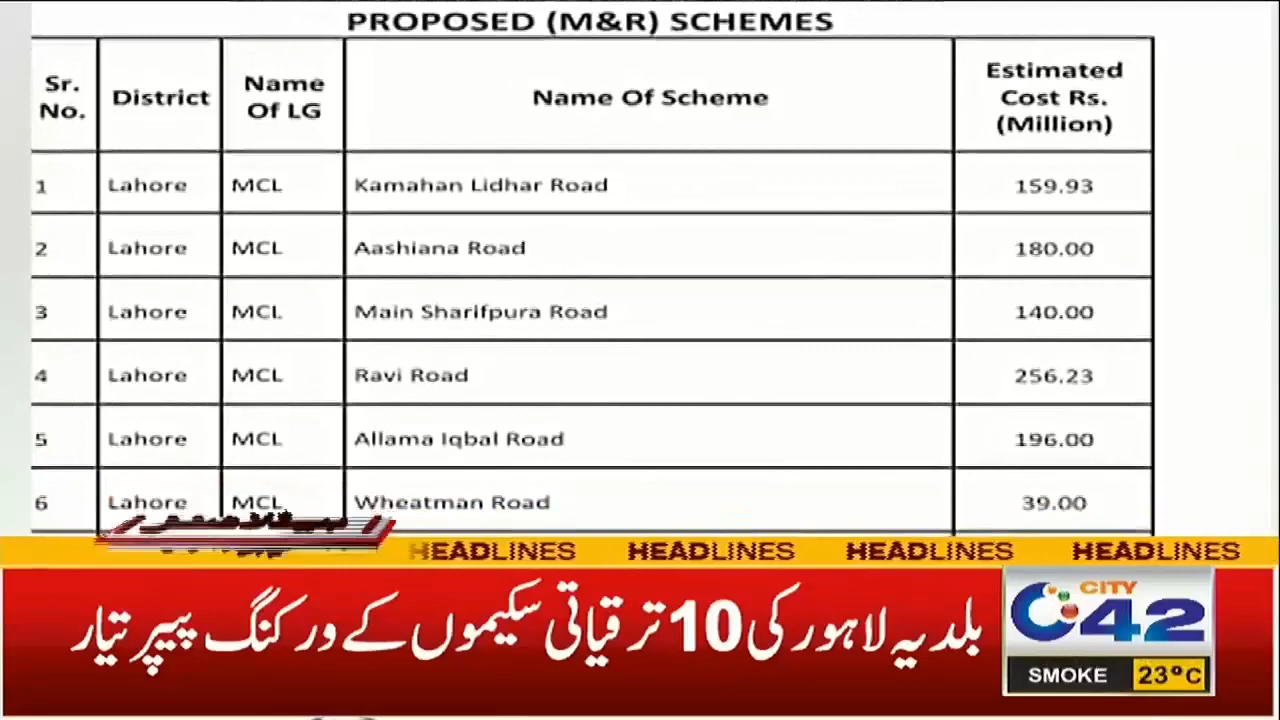 PROPOSED (M&R) SCHEMES
Sr. No. District Name Of LG Name Of Scheme Estimated Cost Rs. (Million)
1 Lahore MCL Kamahan Lidhar Road 159.93
2 Lahore MCL Aashiana Road 180.00
3 Lahore MCL Main Sharifpura Road 140.00
4 Lahore MCL Ravi Road 256.23
5 Lahore MCL Allama Iqbal Road 196.00
6 Lahore MCL Wheatman Road 39.00
HEADLINES HEADLINES HEADLINES HEADLINES
بلدیہ لاہور کی 10 ترقیاتی سکیموں کے ورکنگ پیپر تیار
CITY
42
SMOKE 23°C